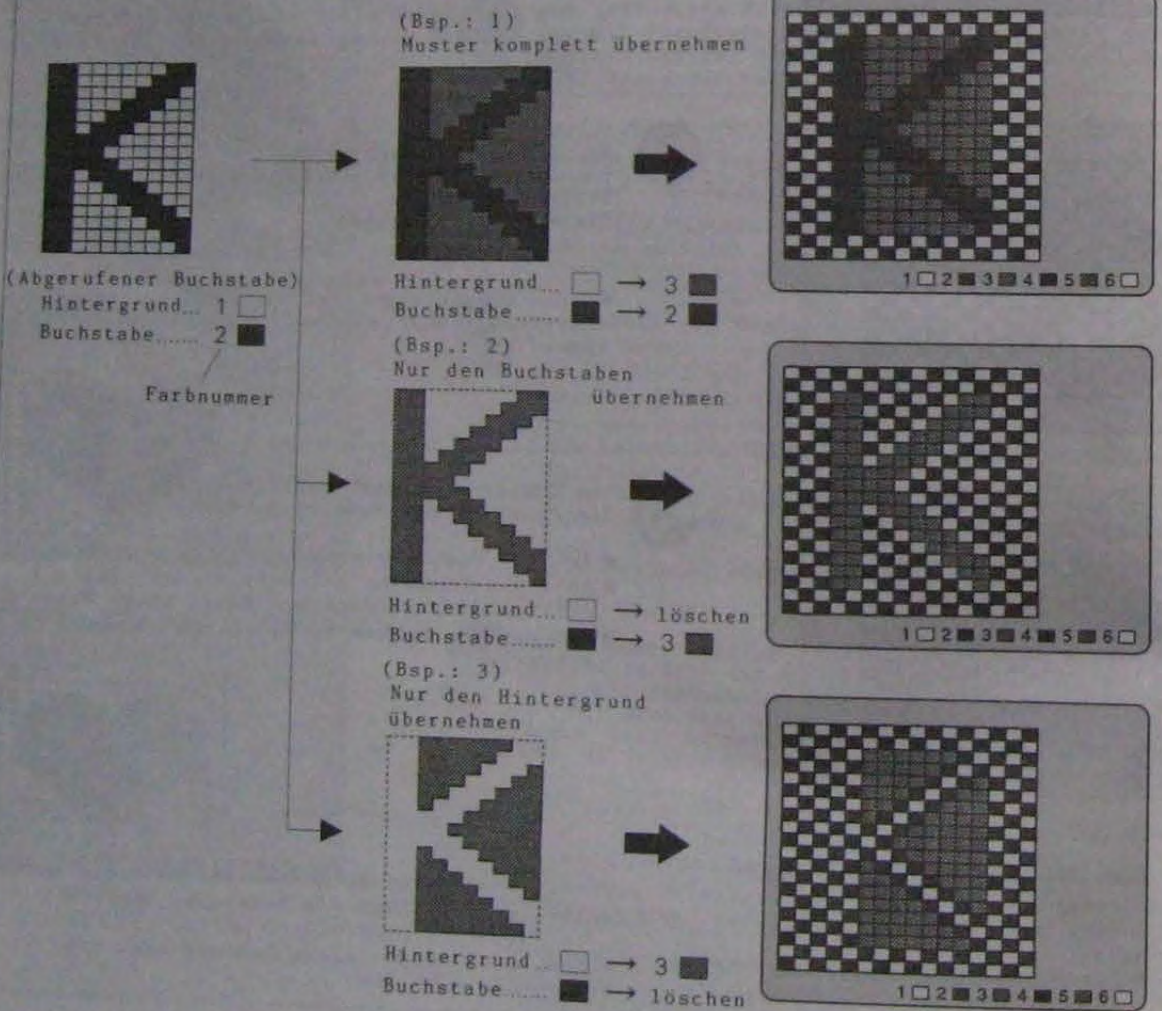 (Abgerufener Buchstabe)
Hintergrund... 1
Buchstabe....... 2
Farbnummer
(Bsp.: 1)
Muster komplett übernehmen
Hintergrund... → 3
Buchstabe....... → 2
1 2 3 4 5 6
(Bsp.: 2)
Nur den Buchstaben übernehmen
Hintergrund... → löschen
Buchstabe....... → 3
1 2 3 4 5 6
(Bsp.: 3)
Nur den Hintergrund
übernehmen
Hintergrund... → 3
Buchstabe....... → löschen
1 2 3 4 5 6